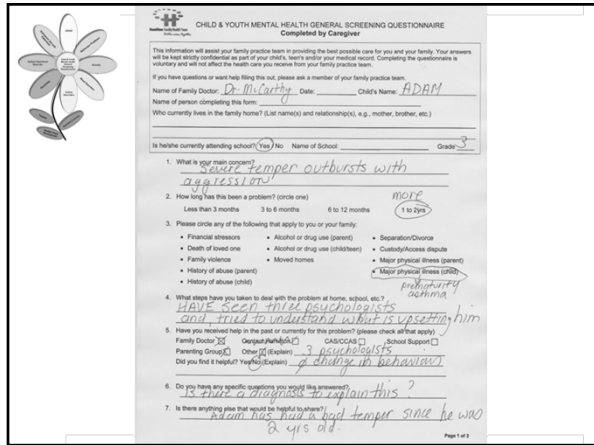 Hamilton Family Health Team
CHILD & YOUTH MENTAL HEALTH GENERAL SCREENING QUESTIONNAIRE
Completed by Caregiver
This information will assist your family practice team in providing the best possible care for you and your family. Your answers
will be kept strictly confidential as part of your child's, teen's and/or your medical record. Completing the questionnaire is
voluntary and will not affect the health care you receive from your family practice team.
If you have questions or want help filling this out, please ask a member of your family practice team.
Name of Family Doctor: Dr. McCarthy Date: Child's Name: ADAM
Name of person completing this form:
Who currently lives in the family home? (List name(s) and relationship(s), e.g., mother, brother, etc.)
Is he/she currently attending school? Yes / No Name of School: Grade 3
1. What is your main concern?
Severe temper outbursts with
aggression
2. How long has this been a problem? (circle one) more
Less than 3 months 3 to 6 months 6 to 12 months 1 to 2yrs
3. Please circle any of the following that apply to you or your family:
• Financial stressors • Alcohol or drug use (parent) • Separation/Divorce
• Death of loved one • Alcohol or drug use (child/teen) • Custody/Access dispute
• Family violence • Moved homes • Major physical illness (parent)
• History of abuse (parent) • Major physical illness (child)
• History of abuse (child) prematurity
asthma
4. What steps have you taken to deal with the problem at home, school, etc.?
HAVE seen three psychologists
and, tried to undustand what is upsetting him
5. Have you received help in the past or currently for this problem? (please check all that apply)
Family Doctor CAS/CCAS School Support
Parenting Group Other (Explain) 3 psychologists
Did you find it helpful? Yes/No (Explain) ø change in behaviour
6. Do you have any specific questions you would like answered?
Is there a diagnosis to explain this?
7. Is there anything else that would be helpful to share?
Adam has had a bad temper since he was
2 yrs old.
Page 1 of 2